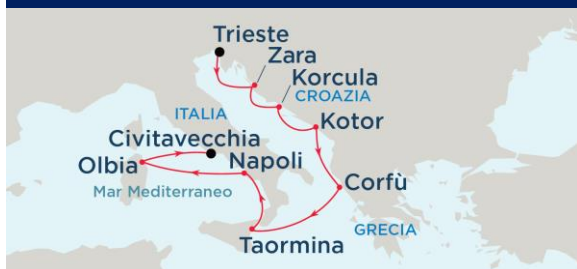 Trieste
Zara
Korcula
CROAZIA
ITALIA
Kotor
Civitavecchia
Olbia
Napoli
Mar Mediterraneo
Corfù
GRECIA
Taormina